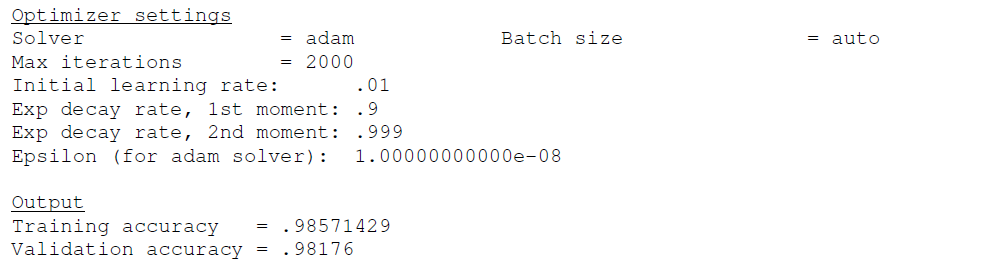 Optimizer settings
Solver = adam Batch size = auto
Max iterations = 2000
Initial learning rate: .01
Exp decay rate, 1st moment: .9
Exp decay rate, 2nd moment: .999
Epsilon (for adam solver): 1.00000000000e-08
Output
Training accuracy = .98571429
Validation accuracy = .98176